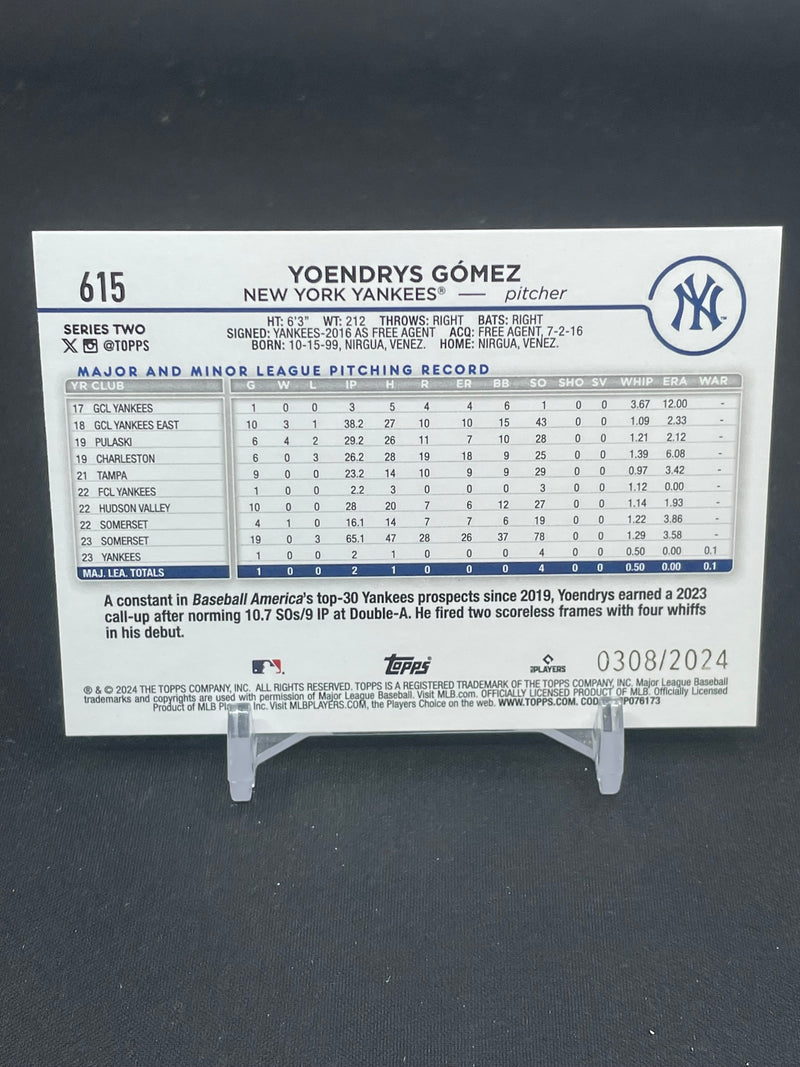 615
YOENDRYS GÓMEZ
NEW YORK YANKEES® — pitcher
NY
SERIES TWO
@TOPPS
HT: 6'3" WT: 212 THROWS: RIGHT BATS: RIGHT
SIGNED: YANKEES-2016 AS FREE AGENT ACQ: FREE AGENT, 7-2-16
BORN: 10-15-99, NIRGUA, VENEZ. HOME: NIRGUA, VENEZ.
MAJOR AND MINOR LEAGUE PITCHING RECORD
YR CLUB G W L IP H R ER BB SO SHO SV WHIP ERA WAR
17 GCL YANKEES 1 0 0 3 5 4 4 6 1 0 0 3.67 12.00 -
18 GCL YANKEES EAST 10 3 1 38.2 27 10 10 15 43 0 0 1.09 2.33 -
19 PULASKI 6 4 2 29.2 26 11 7 10 28 0 0 1.21 2.12 -
19 CHARLESTON 6 0 3 26.2 28 19 18 9 25 0 0 1.39 6.08 -
21 TAMPA 9 0 0 23.2 14 10 9 9 29 0 0 0.97 3.42 -
22 FCL YANKEES 1 0 0 2.2 3 0 0 0 3 0 0 1.12 0.00 -
22 HUDSON VALLEY 10 0 0 28 20 7 6 12 27 0 0 1.14 1.93 -
22 SOMERSET 4 1 0 16.1 14 7 7 6 19 0 0 1.22 3.86 -
23 SOMERSET 19 0 3 65.1 47 28 26 37 78 0 0 1.29 3.58 -
23 YANKEES 1 0 0 2 1 0 0 0 4 0 0 0.50 0.00 0.1
MAJ. LEA. TOTALS 1 0 0 2 1 0 0 0 4 0 0 0.50 0.00 0.1
A constant in Baseball America's top-30 Yankees prospects since 2019, Yoendrys earned a 2023
call-up after norming 10.7 SOs/9 IP at Double-A. He fired two scoreless frames with four whiffs
in his debut.
TOPPS PLAYERS 0308/2024
® & © 2024 THE TOPPS COMPANY, INC. ALL RIGHTS RESERVED. TOPPS IS A REGISTERED TRADEMARK OF THE TOPPS COMPANY, INC. Major League Baseball
trademarks and copyrights are used with permission of Major League Baseball. Visit MLB.com. OFFICIALLY LICENSED PRODUCT OF MLB. Officially Licensed
Product of MLB Inc. Visit MLBPLAYERS.COM, the Players Choice on the web. WWW.TOPPS.COM. P076173